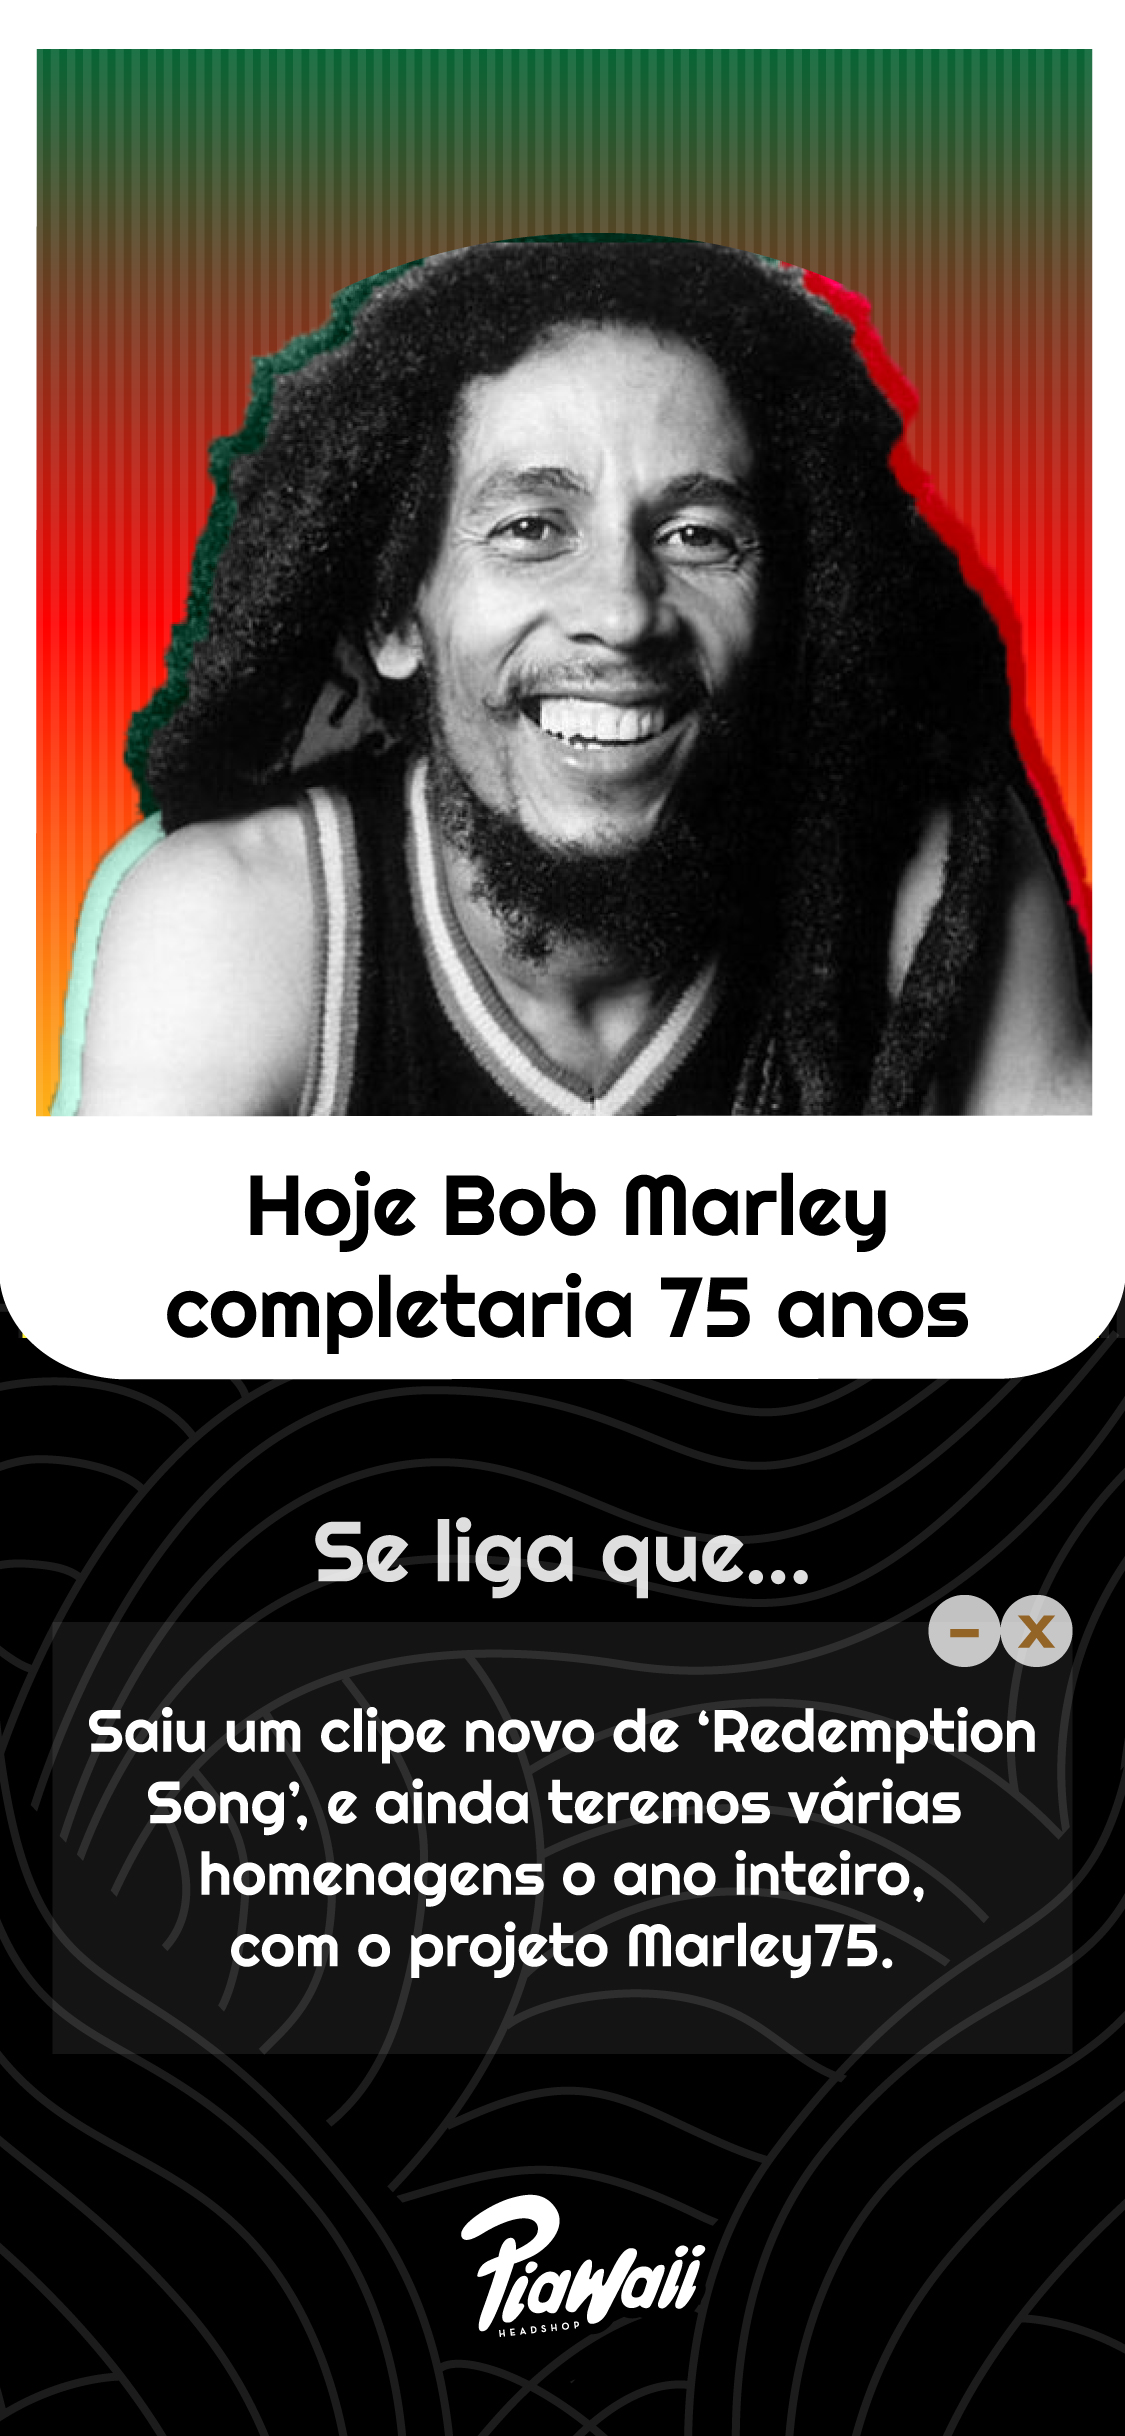 Hoje Bob Marley
completaria 75 anos
Se liga que...
– X
Saiu um clipe novo de ‘Redemption
Song’, e ainda teremos várias
homenagens o ano inteiro,
com o projeto Marley75.
Piawaii
HEADSHOP